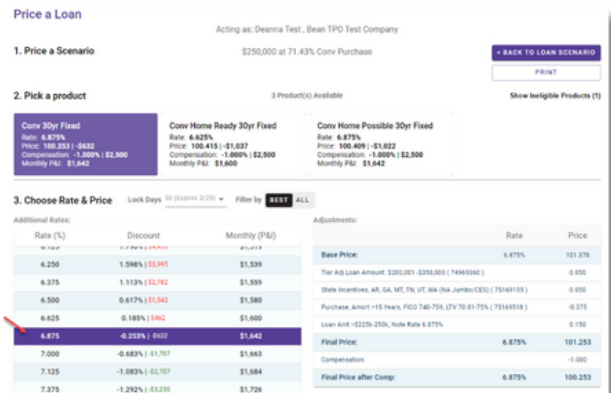 Price a Loan
Acting as: Deanna Test , Bean TPO Test Company
1. Price a Scenario
$250,000 at 71.43% Conv Purchase
< BACK TO LOAN SCENARIO
PRINT
2. Pick a product
3 Product(s) Available
Show Ineligible Products (1)
Conv 30yr Fixed
Rate: 6.875%
Price: 100.253 | -$632
Compensation: -1.000% | $2,500
Monthly P&I: $1,642
Conv Home Ready 30yr Fixed
Rate: 6.625%
Price: 100.415 | -$1,037
Compensation: -1.000% | $2,500
Monthly P&I: $1,600
Conv Home Possible 30yr Fixed
Rate: 6.875%
Price: 100.409 | -$1,022
Compensation: -1.000% | $2,500
Monthly P&I: $1,642
3. Choose Rate & Price
Lock Days
30 (Expires 3/29)
Filter by
BEST
ALL
Additional Rates:
Rate (%) Discount Monthly (P&I)
6.250 1.598% | $3,995 $1,539
6.375 1.113% | $2,782 $1,559
6.500 0.617% | $1,542 $1,580
6.625 0.185% | $462 $1,600
6.875 -0.253% | -$632 $1,642
7.000 -0.683% | -$1,707 $1,663
7.125 -1.083% | -$2,707 $1,684
7.375 -1.292% | -$3,230 $1,726
Adjustments:
Rate Price
Base Price: 6.875% 101.378
Tier Adj Loan Amount: $200,001 -$350,000 ( 74969360 ) 0.050
State Incentives, AR, GA, MT, TN, UT, WA (NA Jumbo/CES) ( 75169153 ) 0.050
Purchase, Amort >15 Years, FICO 740-759, LTV 70.01-75% ( 75169518 ) -0.375
Loan Amt >$225k-250k, Note Rate 6.875% 0.150
Final Price: 6.875% 101.253
Compensation: -1.000
Final Price after Comp: 6.875% 100.253